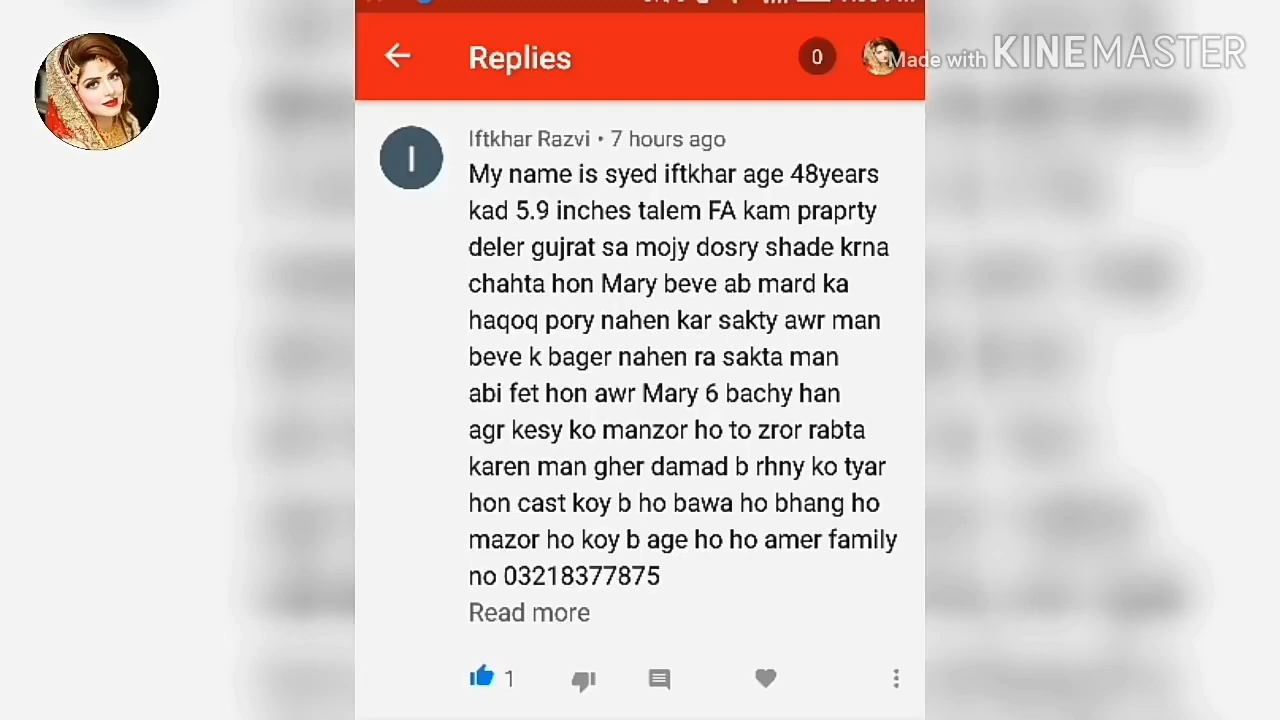 Replies
0
Made with KINEMASTER
I
Iftkhar Razvi • 7 hours ago
My name is syed iftkhar age 48years
kad 5.9 inches talem FA kam praprty
deler gujrat sa mojy dosry shade krna
chahta hon Mary beve ab mard ka
haqoq pory nahen kar sakty awr man
beve k bager nahen ra sakta man
abi fet hon awr Mary 6 bachy han
agr kesy ko manzor ho to zror rabta
karen man gher damad b rhny ko tyar
hon cast koy b ho bawa ho bhang ho
mazor ho koy b age ho ho amer family
no 03218377875
Read more
1